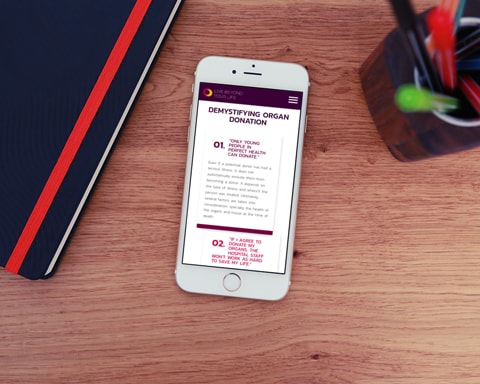 LIVE BEYOND
YOUR LIFE
DEMYSTIFYING ORGAN
DONATION
01. "ONLY YOUNG
PEOPLE IN
PERFECT HEALTH
CAN DONATE."
Even if a potential donor has had a
serious illness, it does not
automatically exclude them from
becoming a donor. It depends on
the type of illness and when/if the
person was treated. Ultimately,
several factors are taken into
consideration, specially the health of
the organs and tissue at the time of
death.
02. "IF I AGREE TO
DONATE MY
ORGANS, THE
HOSPITAL STAFF
WON'T WORK AS HARD
TO SAVE MY LIFE."